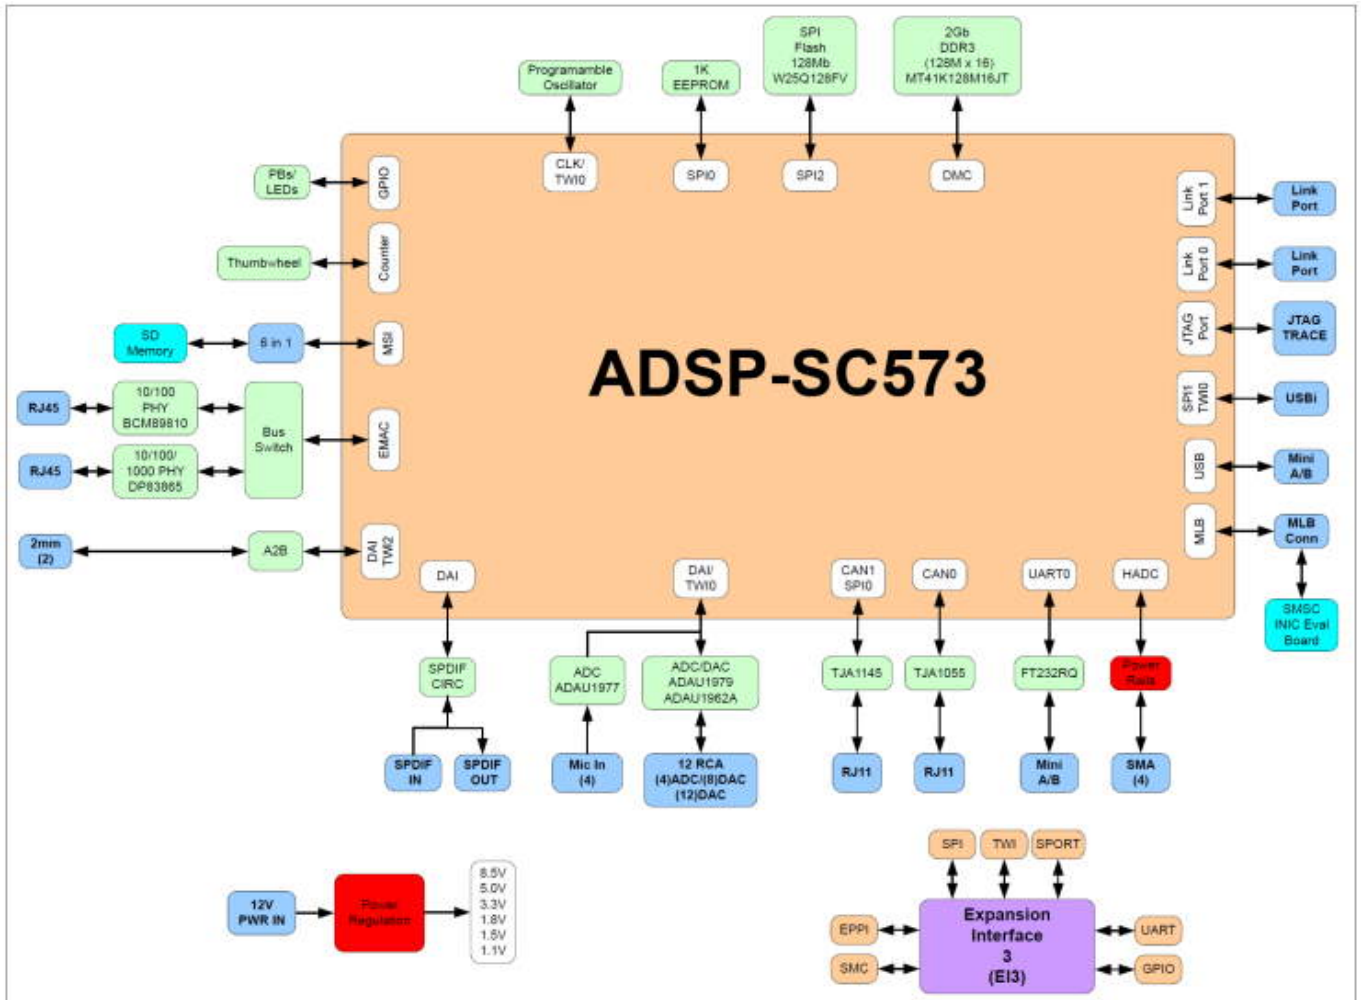 SPI
Flash
128Mb
W25Q128FV
2Gb
DDR3
(128M x 16)
MT41K128M16JT
Programamble
Oscillator
1K
EEPROM
CLK/
TWI0
SPI0
SPI2
DMC
PBs/
LEDs
GPIO
Thumbwheel
Counter
SD
Memory
6 in 1
MSI
RJ45
10/100
PHY
BCM89810
Bus
Switch
EMAC
RJ45
10/100/
1000 PHY
DP83865
2mm
(2)
A2B
DAI
TWI2
ADSP-SC573
Link
Port 1
Link
Port
Link
Port 0
Link
Port
JTAG
Port
JTAG
TRACE
SPI1
TWI0
USBi
USB
Mini
A/B
MLB
MLB
Conn
SMSC
INIC Eval
Board
DAI
DAI/
TWI0
CAN1
SPI0
CAN0
UART0
HADC
SPDIF
CIRC
ADC
ADAU1977
ADC/DAC
ADAU1979
ADAU1962A
TJA1145
TJA1055
FT232RQ
Power
Rails
SPDIF
IN
SPDIF
OUT
Mic In
(4)
12 RCA
(4)ADC/(8)DAC
(12)DAC
RJ11
RJ11
Mini
A/B
SMA
(4)
12V
PWR IN
Power
Regulation
8.5V
5.0V
3.3V
1.8V
1.5V
1.1V
SPI
TWI
SPORT
EPPI
SMC
Expansion
Interface
3
(EI3)
UART
GPIO